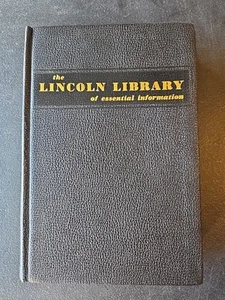 the
LINCOLN LIBRARY
of essential information